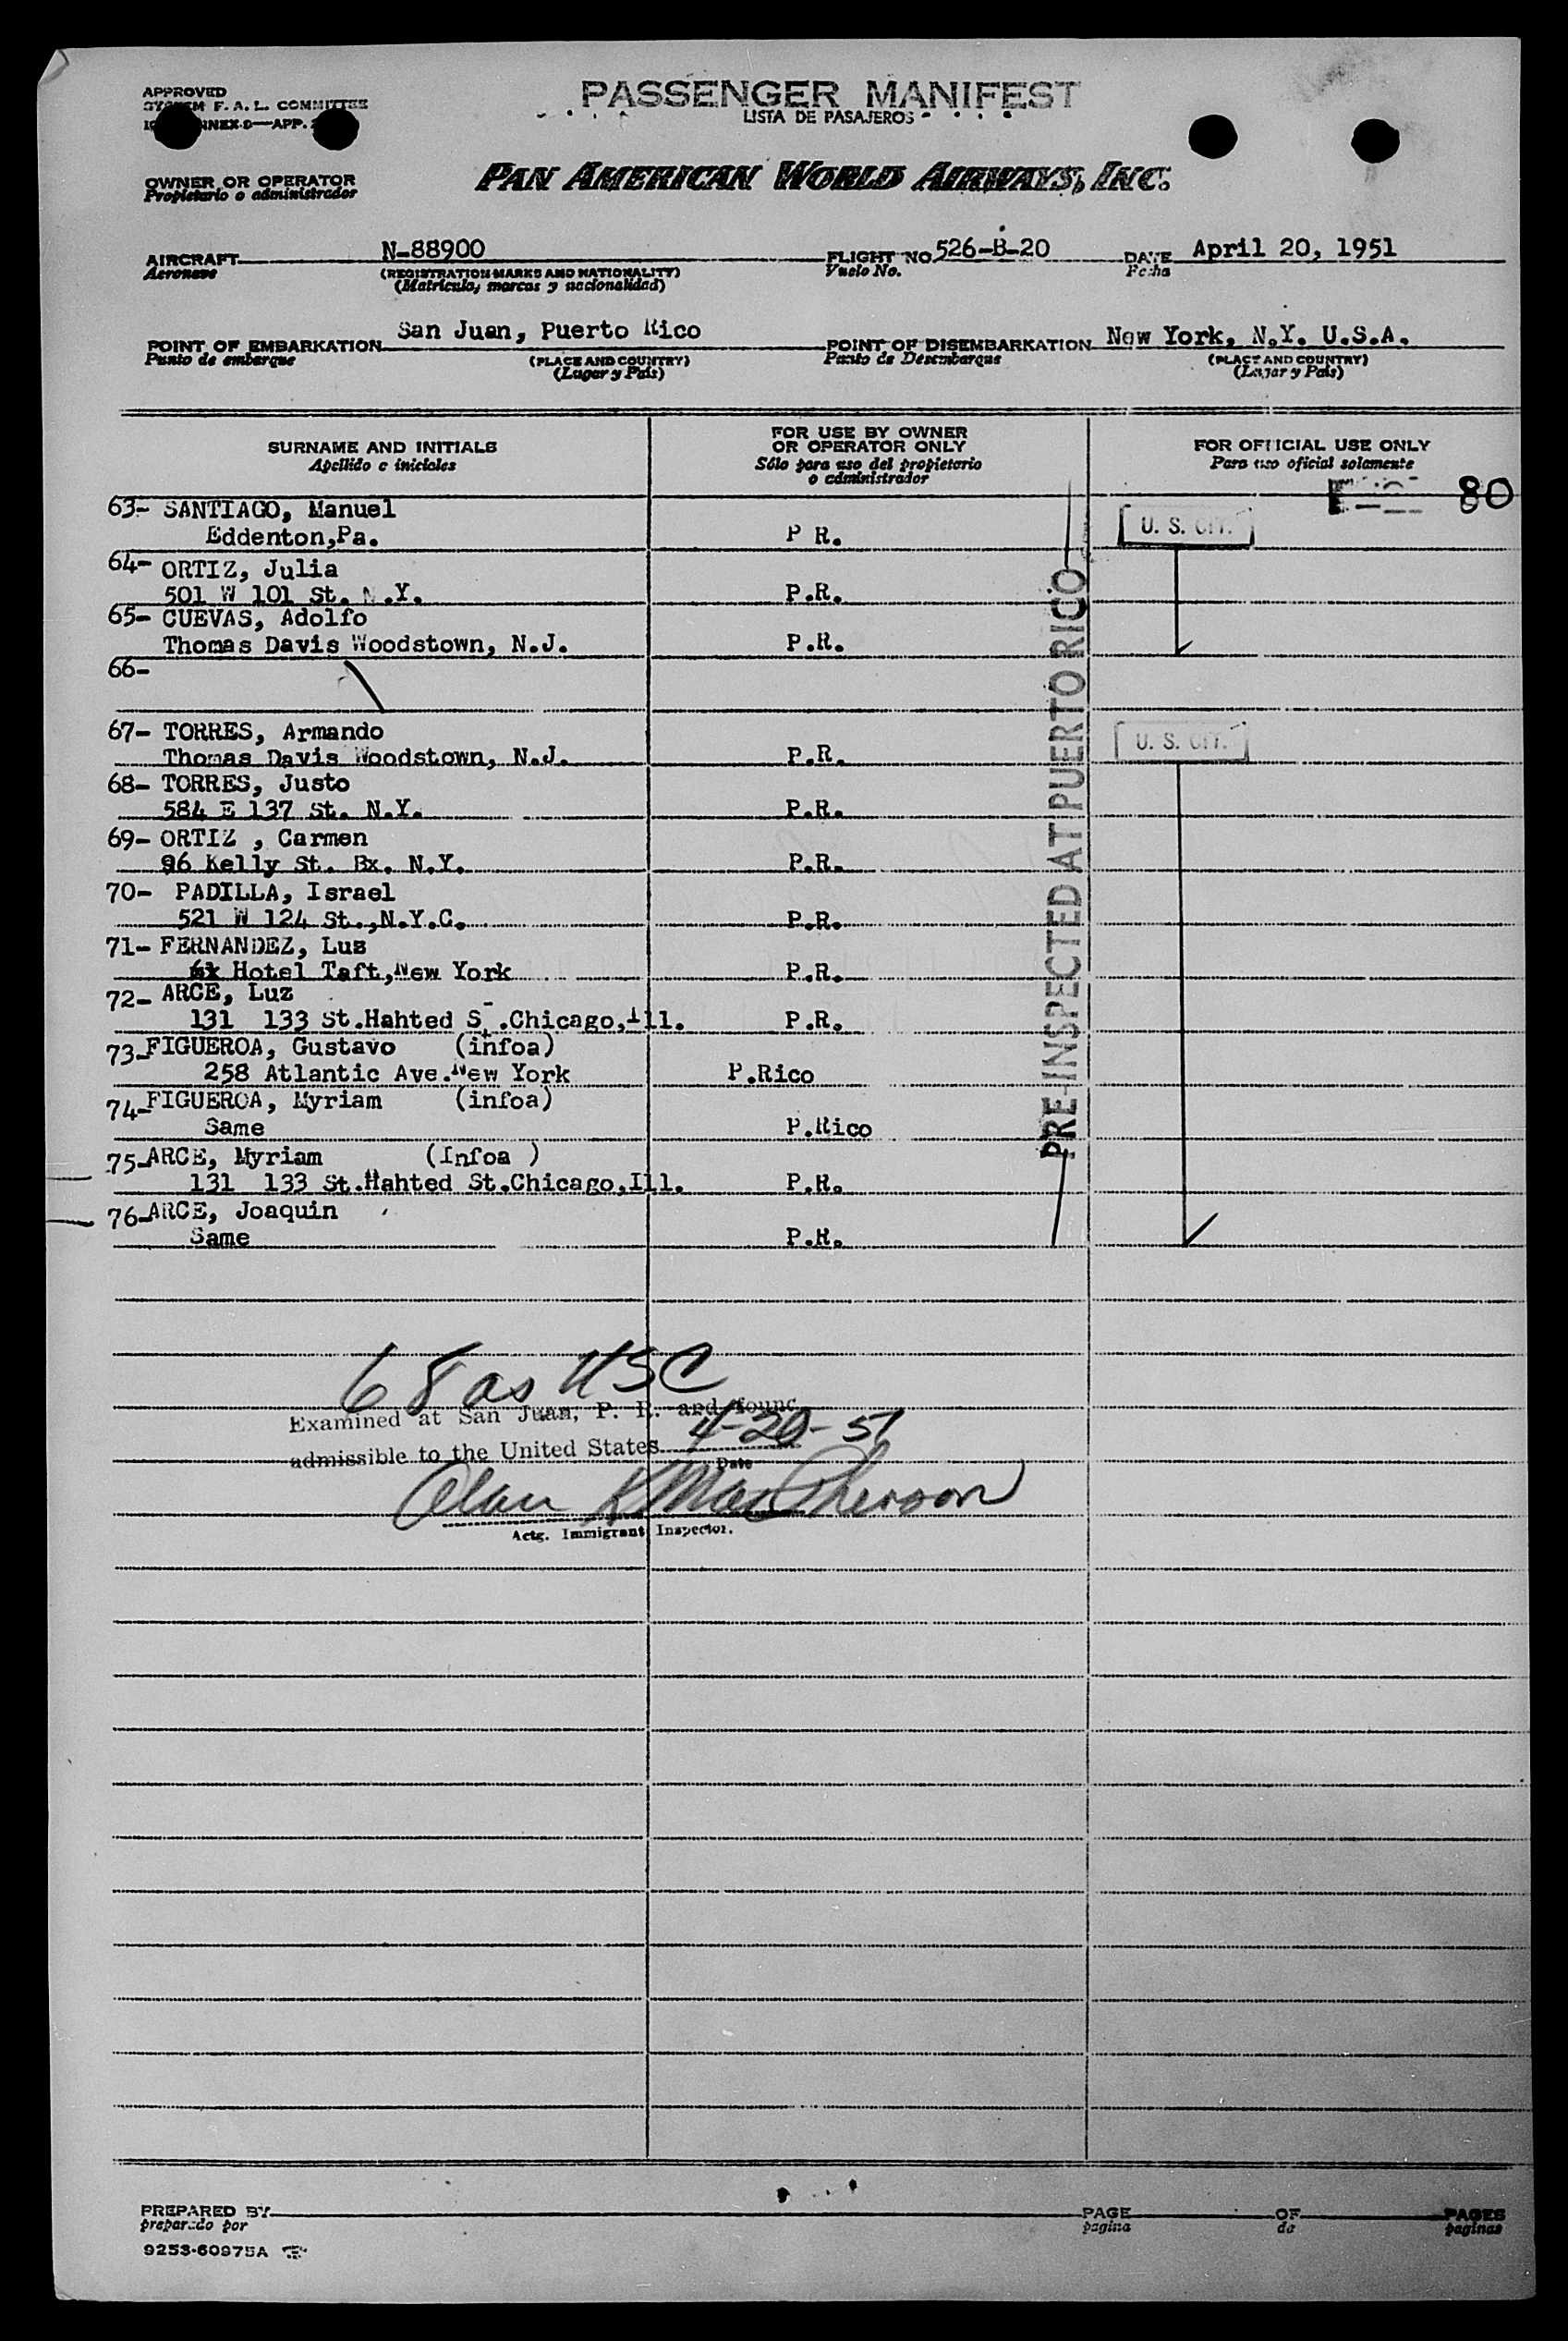 APPROVED
SYSTEM F. A. L. COMMITTEE
ANNEX 9—APP.
PASSENGER MANIFEST
LISTA DE PASAJEROS
OWNER OR OPERATOR
Propietario o administrador
PAN AMERICAN WORLD AIRWAYS, INC.
AIRCRAFT N-88900 FLIGHT NO. 526-B-20 DATE April 20, 1951
Aeronave (REGISTRATION MARKS AND NATIONALITY) Vuelo No. Fecha
(Matrícula, marcas y nacionalidad)
POINT OF EMBARKATION San Juan, Puerto Rico POINT OF DISEMBARKATION New York, N.Y. U.S.A.
Punto de embarque (PLACE AND COUNTRY) Punto de Desembarque (PLACE AND COUNTRY)
(Lugar y País) (Lugar y País)
SURNAME AND INITIALS FOR USE BY OWNER OR OPERATOR ONLY FOR OFFICIAL USE ONLY
Apellido e iniciales Sólo para uso del propietario o administrador Para uso oficial solamente
80
63- SANTIAGO, Manuel
Eddenton,Pa. P R. U. S. CIT.
64- ORTIZ, Julia
501 W 101 St. N.Y. P.R.
65- CUEVAS, Adolfo
Thomas Davis Woodstown, N.J. P.R.
66-
67- TORRES, Armando
Thomas Davis Woodstown, N.J. P.R. U. S. CIT.
68- TORRES, Justo
584 E 137 St. N.Y. P.R.
69- ORTIZ , Carmen
96 Kelly St. Bx. N.Y. P.R.
70- PADILLA, Israel
521 W 124 St.,N.Y.C. P.R.
71- FERNANDEZ, Luz
Hotel Taft,New York P.R.
72- ARCE, Luz
131 133 St.Hahted St.Chicago,Ill. P.R.
73-FIGUEROA, Gustavo (infoa)
258 Atlantic Ave.New York P.Rico
74-FIGUEROA, Myriam (infoa)
Same P.Rico
75-ARCE, Myriam (Infoa )
131 133 St.Hahted St.Chicago,Ill. P.R.
76-ARCE, Joaquin
Same P.R.
PRE-INSPECTED AT PUERTO RICO
68 as USC
Examined at San Juan, P. R. and found
admissible to the United States 4-20-51
Date
Alan K MacPherson
Actg. Immigrant Inspector.
PREPARED BY PAGE OF PAGES
preparado por pagina de paginas
9253-60975A